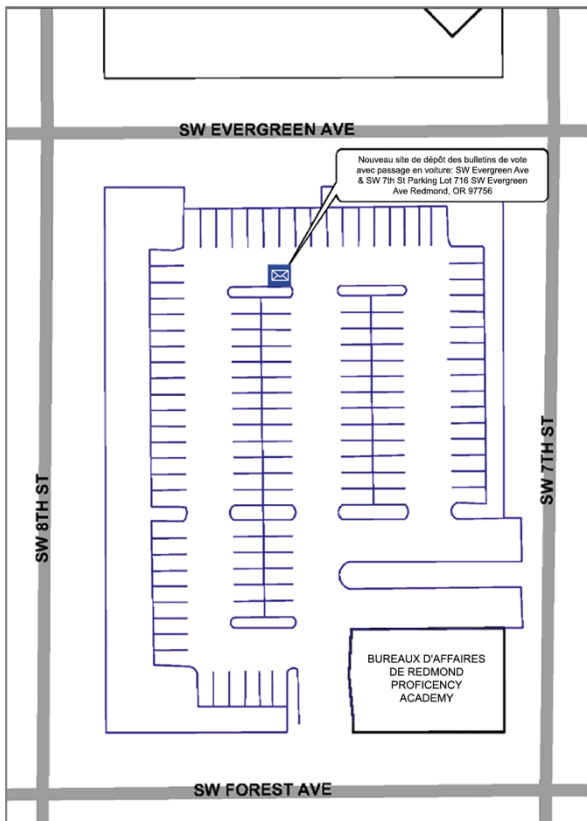 SW EVERGREEN AVE
Nouveau site de dépôt des bulletins de vote
avec passage en voiture: SW Evergreen Ave
& SW 7th St Parking Lot 716 SW Evergreen
Ave Redmond, OR 97756
SW 8TH ST
SW 7TH ST
BUREAUX D'AFFAIRES
DE REDMOND
PROFICENCY
ACADEMY
SW FOREST AVE